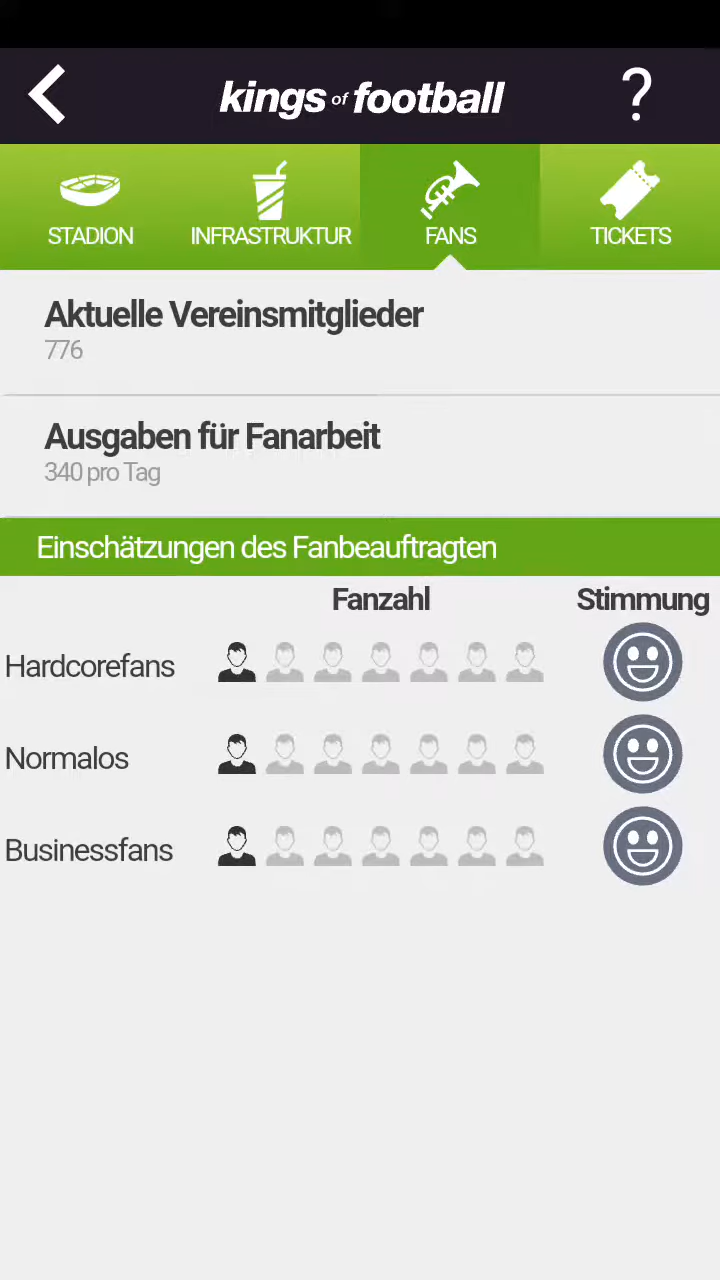 kings of football
?
STADION
INFRASTRUKTUR
FANS
TICKETS
Aktuelle Vereinsmitglieder
776
Ausgaben für Fanarbeit
340 pro Tag
Einschätzungen des Fanbeauftragten
Fanzahl Stimmung
Hardcorefans
Normalos
Businessfans